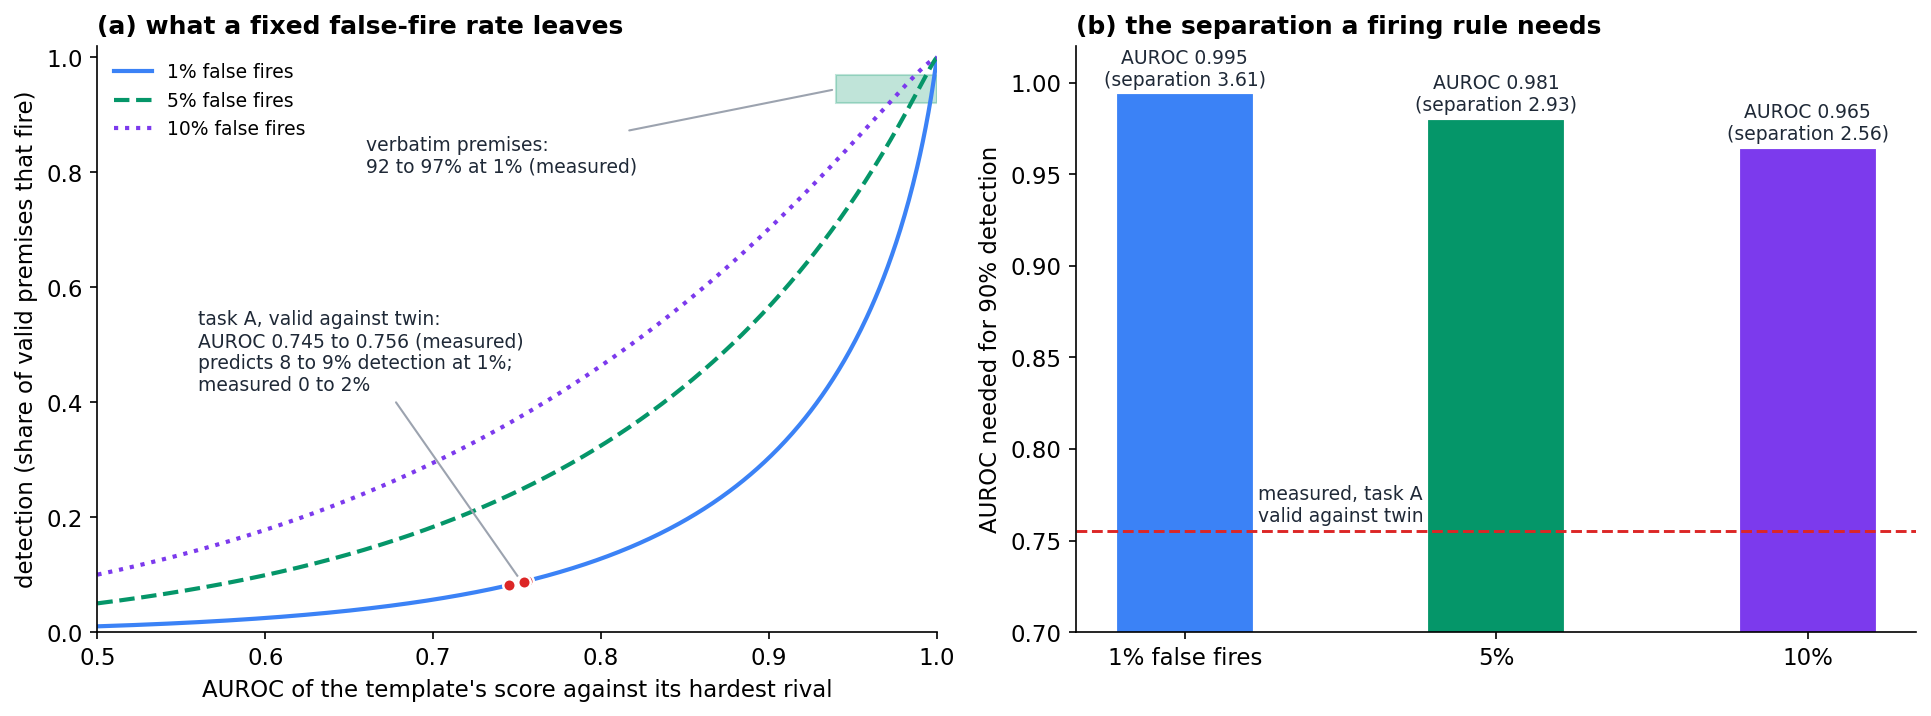 (a) what a fixed false-fire rate leaves
detection (share of valid premises that fire)
1.0
0.8
0.6
0.4
0.2
0.0
1% false fires
5% false fires
10% false fires
verbatim premises:
92 to 97% at 1% (measured)
task A, valid against twin:
AUROC 0.745 to 0.756 (measured)
predicts 8 to 9% detection at 1%;
measured 0 to 2%
0.5
0.6
0.7
0.8
0.9
1.0
AUROC of the template's score against its hardest rival
(b) the separation a firing rule needs
AUROC needed for 90% detection
1.00
0.95
0.90
0.85
0.80
0.75
0.70
AUROC 0.995
(separation 3.61)
AUROC 0.981
(separation 2.93)
AUROC 0.965
(separation 2.56)
measured, task A
valid against twin
1% false fires
5%
10%